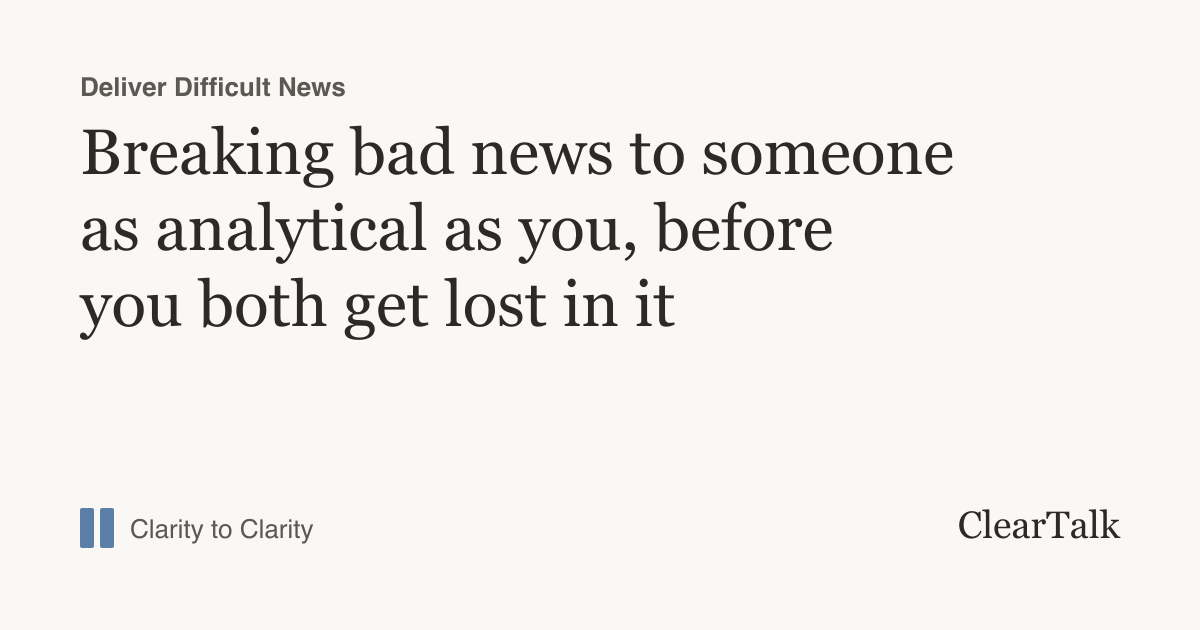 Deliver Difficult News
Breaking bad news to someone
as analytical as you, before
you both get lost in it
Clarity to Clarity
ClearTalk